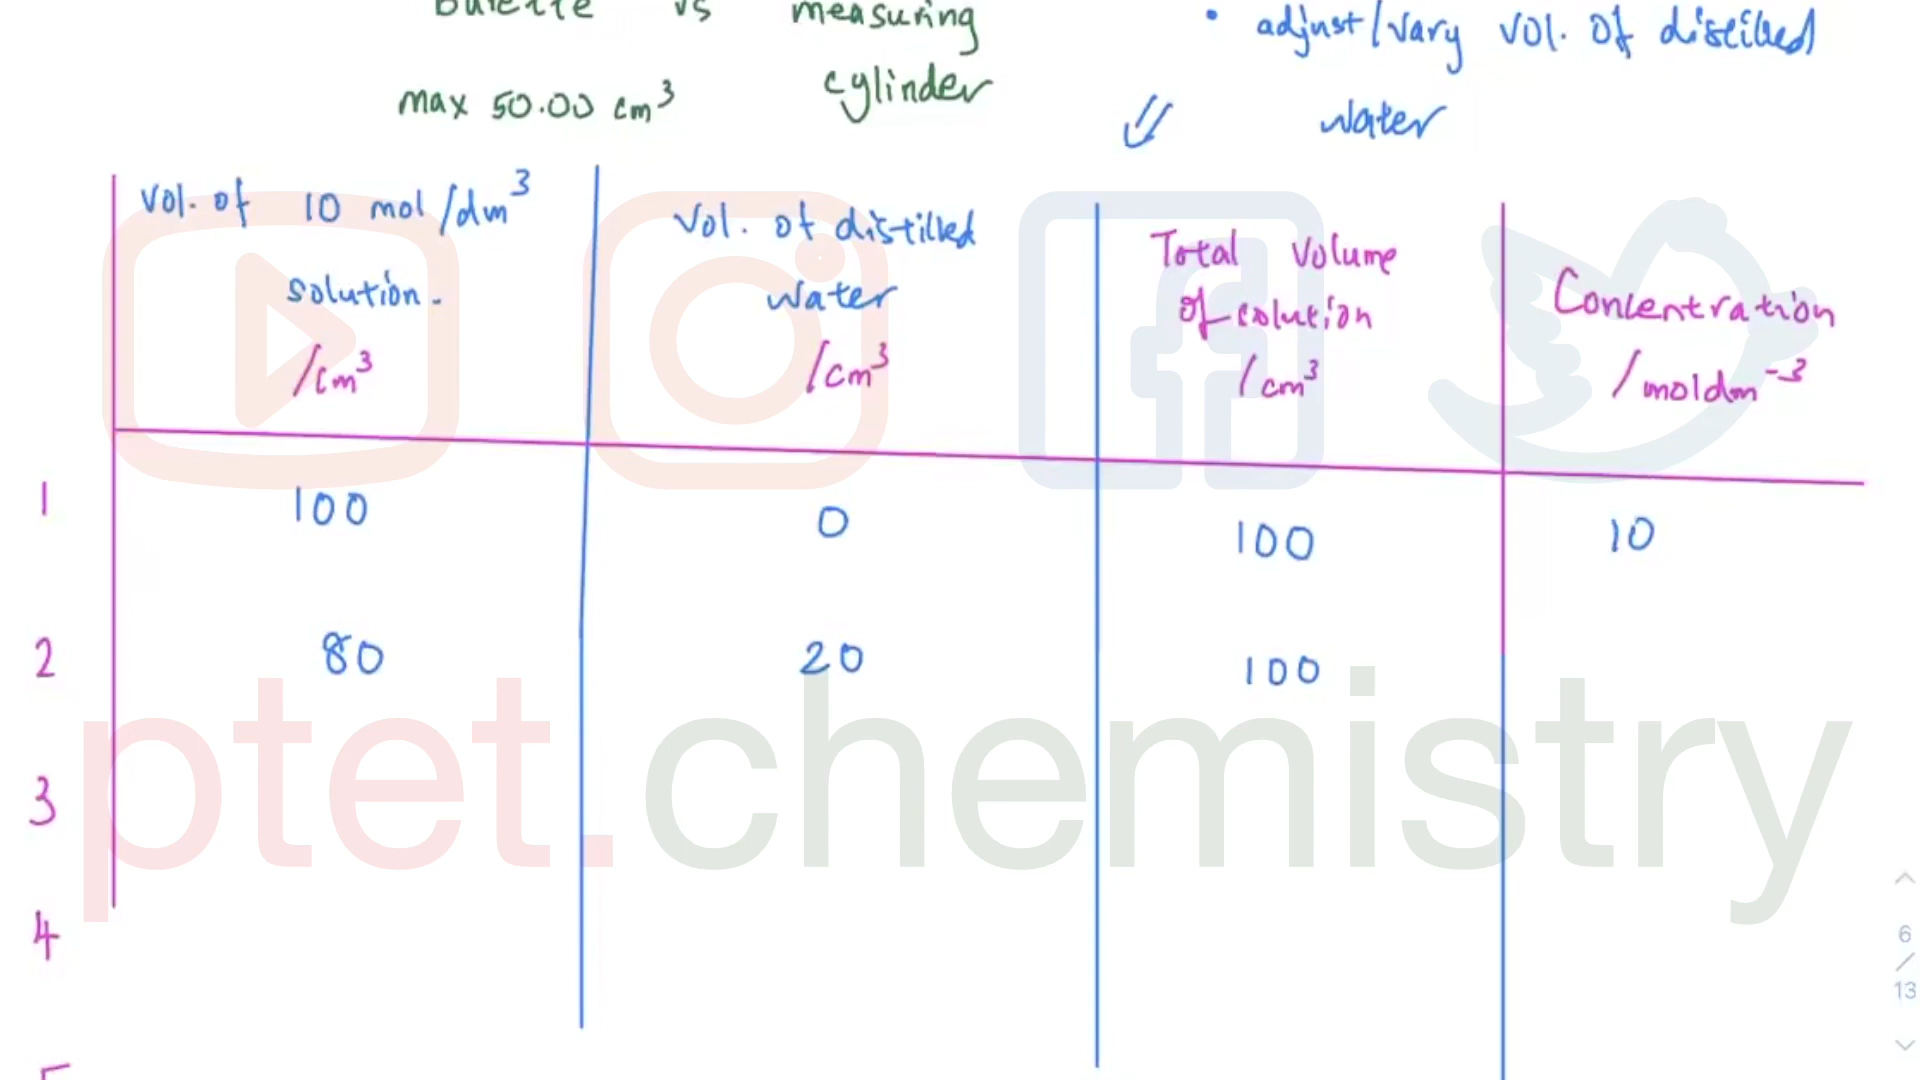 Burette vs measuring
cylinder
max 50.00 cm³
• adjust/vary vol. of distilled
water
Vol. of 10 mol/dm³
solution.
/cm³
Vol. of distilled
water
/cm³
Total Volume
of solution
/cm³
Concentration
/moldm⁻³
1 100 0 100 10
2 80 20 100
3
4
5
ptet.chemistry
6
/
13